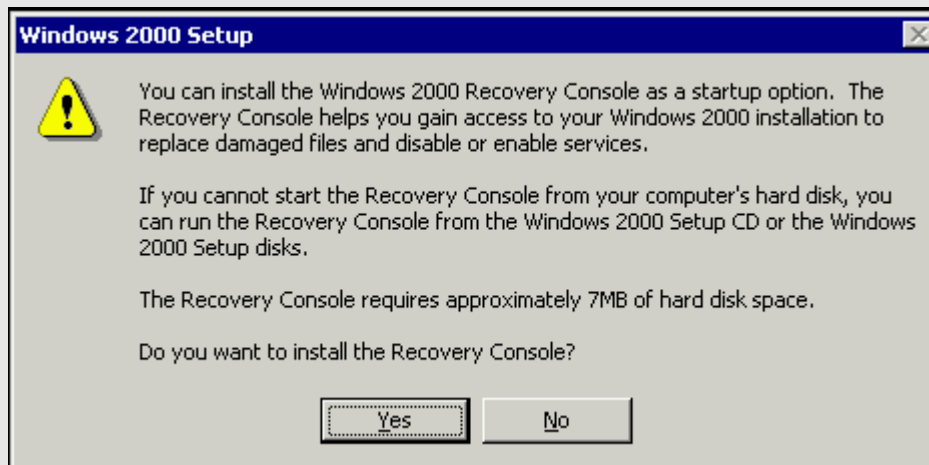 Windows 2000 Setup
You can install the Windows 2000 Recovery Console as a startup option. The
Recovery Console helps you gain access to your Windows 2000 installation to
replace damaged files and disable or enable services.
If you cannot start the Recovery Console from your computer's hard disk, you
can run the Recovery Console from the Windows 2000 Setup CD or the Windows
2000 Setup disks.
The Recovery Console requires approximately 7MB of hard disk space.
Do you want to install the Recovery Console?
Yes No